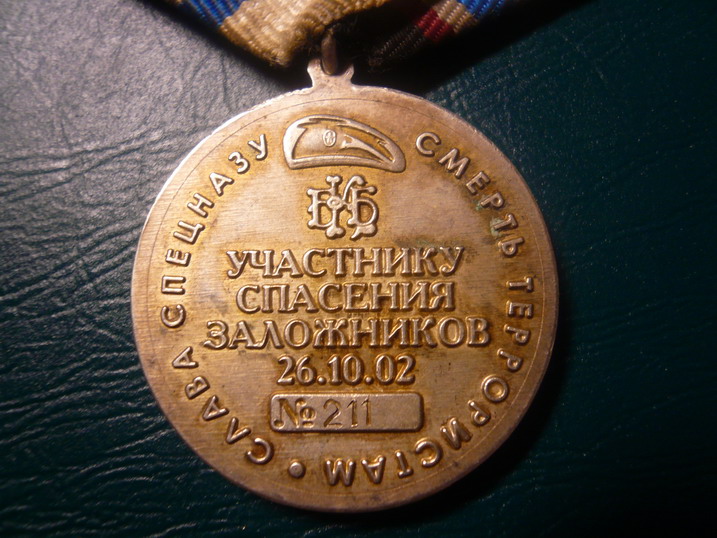 СЛАВА СПЕЦНАЗУ СМЕРТЬ ТЕРРОРИСТАМ •
УЧАСТНИКУ
СПАСЕНИЯ
ЗАЛОЖНИКОВ
26.10.02
№ 211